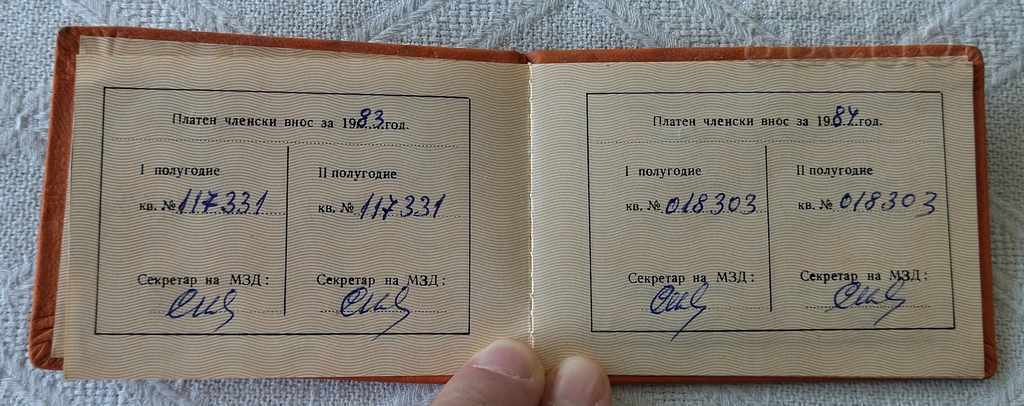 Платен членски внос за 1983 год.
I полугодие
кв. № 117331
Секретар на МЗД:
II полугодие
кв. № 117331
Секретар на МЗД:
Платен членски внос за 1984 год.
I полугодие
кв. № 018303
Секретар на МЗД:
II полугодие
кв. № 018303
Секретар на МЗД: